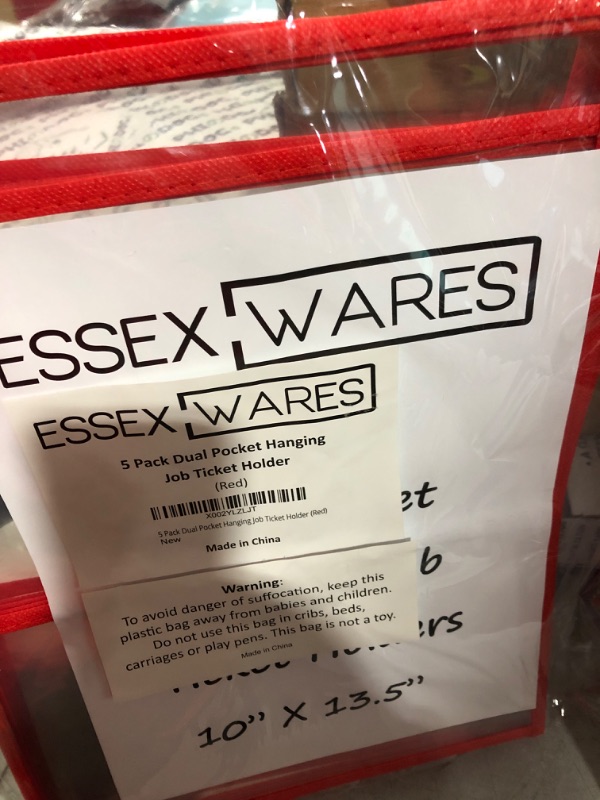 ESSEX WARES
ESSEX WARES
5 Pack Dual Pocket Hanging
Job Ticket Holder
(Red)
X002YLZLJT
5 Pack Dual Pocket Hanging Job Ticket Holder (Red)
New
Made in China
Warning:
To avoid danger of suffocation, keep this
plastic bag away from babies and children.
Do not use this bag in cribs, beds,
carriages or play pens. This bag is not a toy.
Made in China
et
b
ers
10” X 13.5”